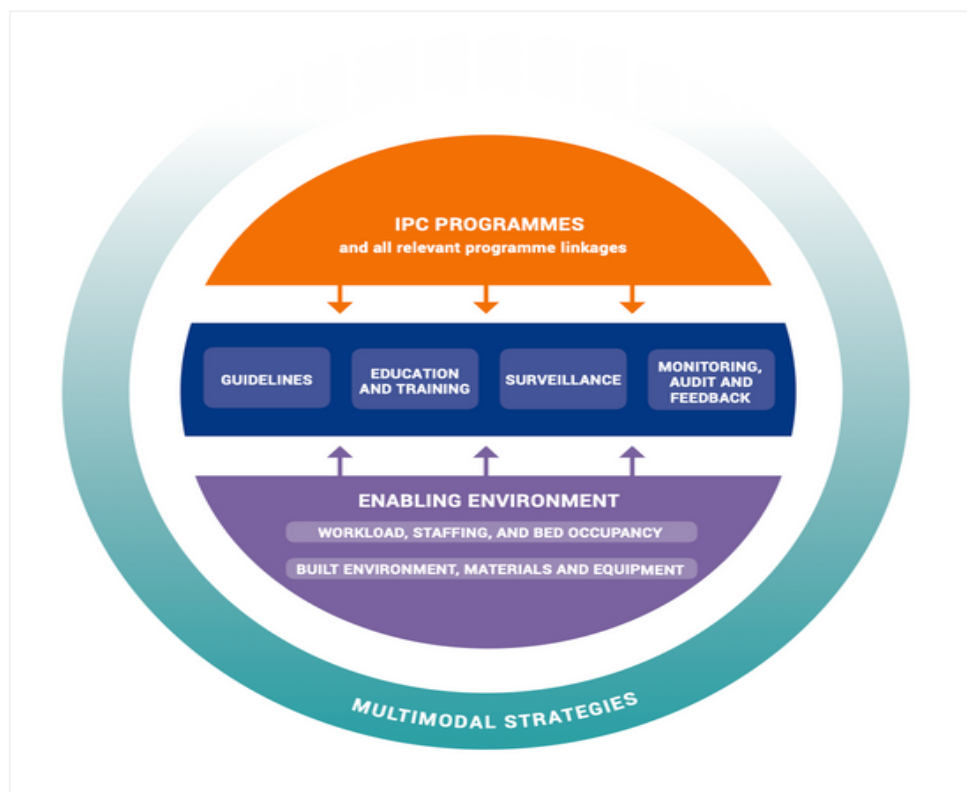 IPC PROGRAMMES
and all relevant programme linkages
GUIDELINES
EDUCATION
AND TRAINING
SURVEILLANCE
MONITORING,
AUDIT AND
FEEDBACK
ENABLING ENVIRONMENT
WORKLOAD, STAFFING, AND BED OCCUPANCY
BUILT ENVIRONMENT, MATERIALS AND EQUIPMENT
MULTIMODAL STRATEGIES